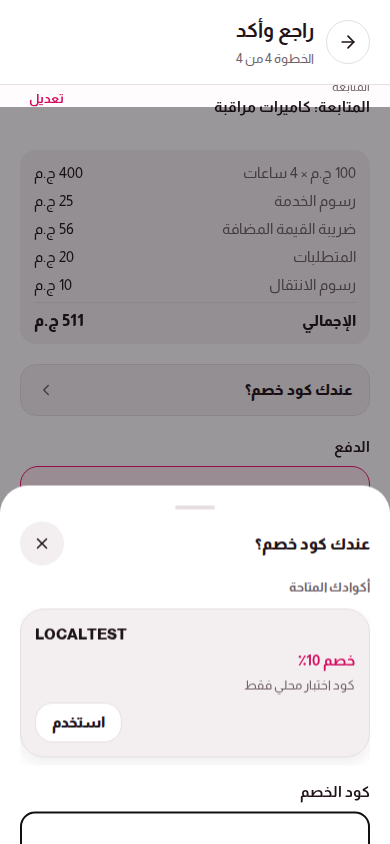 راجع وأكد
الخطوة 4 من 4
المتابعة
تعديل
المتابعة: كاميرات مراقبة
100 ج.م × 4 ساعات
400 ج.م
رسوم الخدمة
25 ج.م
ضريبة القيمة المضافة
56 ج.م
المتطلبات
20 ج.م
رسوم الانتقال
10 ج.م
الإجمالي
511 ج.م
عندك كود خصم؟
الدفع
عندك كود خصم؟
أكوادك المتاحة
LOCALTEST
خصم 10٪
كود اختبار محلي فقط
استخدم
كود الخصم